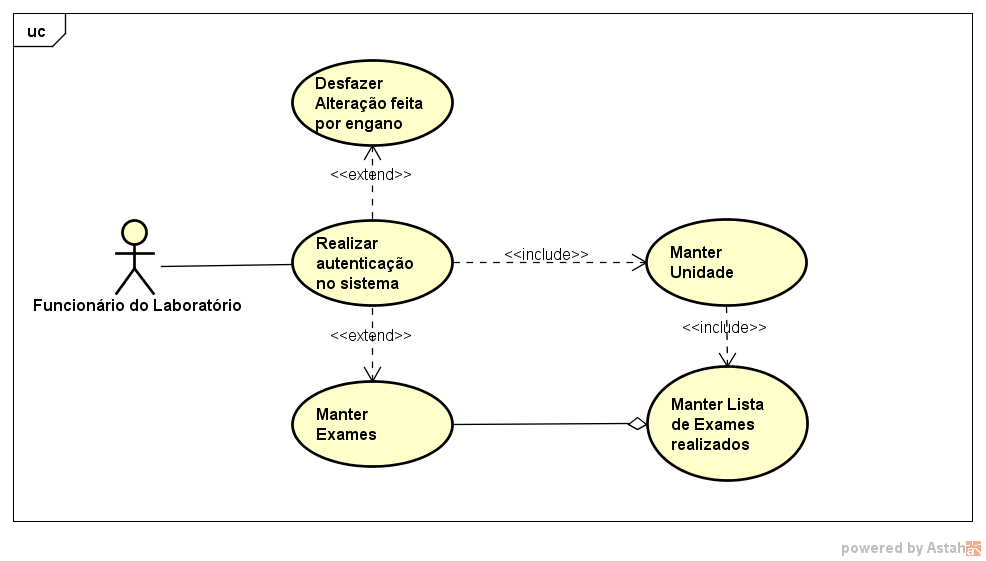 uc
Desfazer
Alteração feita
por engano
<<extend>>
Realizar
autenticação
no sistema
<<include>>
Manter
Unidade
Funcionário do Laboratório
<<extend>>
<<include>>
Manter
Exames
Manter Lista
de Exames
realizados
powered by Astah